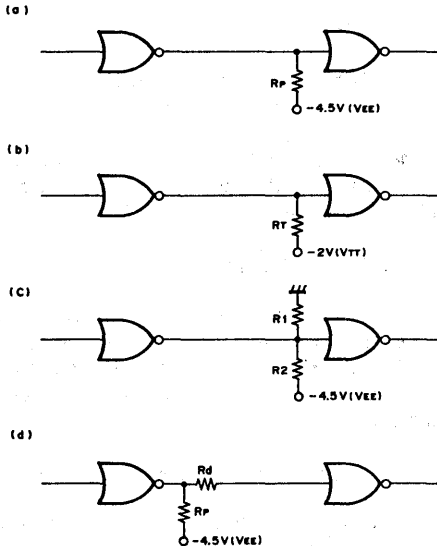 (a)
RP
-4.5V(VEE)
(b)
RT
-2V(VTT)
(C)
R1
R2
-4.5V(VEE)
(d)
Rd
RP
-4.5V(VEE)